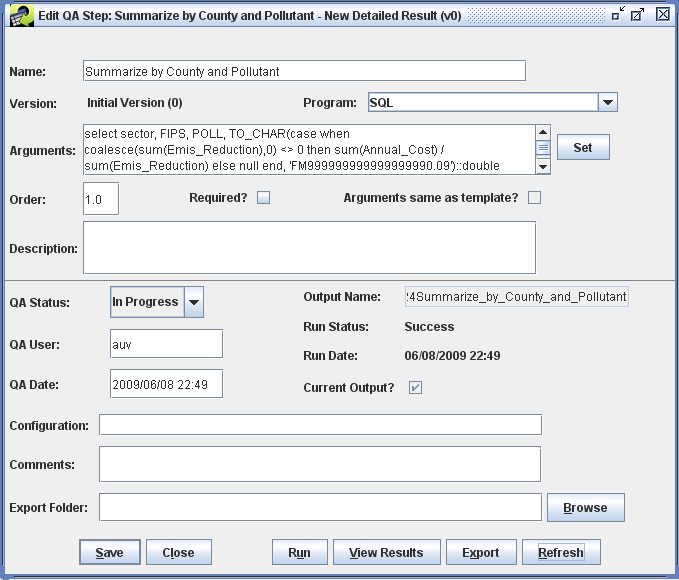 Edit QA Step: Summarize by County and Pollutant - New Detailed Result (v0)
Name: Summarize by County and Pollutant
Version: Initial Version (0) Program: SQL
Arguments: select sector, FIPS, POLL, TO_CHAR(case when
coalesce(sum(Emis_Reduction),0) <> 0 then sum(Annual_Cost) /
sum(Emis_Reduction) else null end, 'FM999999999999999990.09')::double
Set
Order: 1.0 Required? Arguments same as template?
Description:
QA Status: In Progress Output Name: 24Summarize_by_County_and_Pollutant
Run Status: Success
QA User: auv Run Date: 06/08/2009 22:49
QA Date: 2009/06/08 22:49 Current Output?
Configuration:
Comments:
Export Folder: Browse
Save Close Run View Results Export Refresh